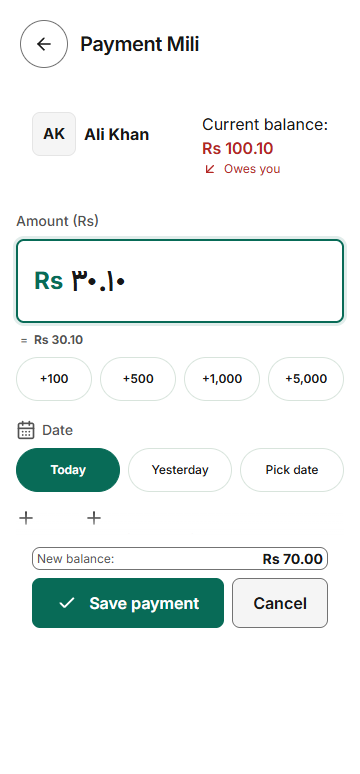 Payment Mili
AK
Ali Khan
Current balance:
Rs 100.10
Owes you
Amount (Rs)
Rs ۳۰.۱۰
= Rs 30.10
+100
+500
+1,000
+5,000
Date
Today
Yesterday
Pick date
New balance:
Rs 70.00
Save payment
Cancel